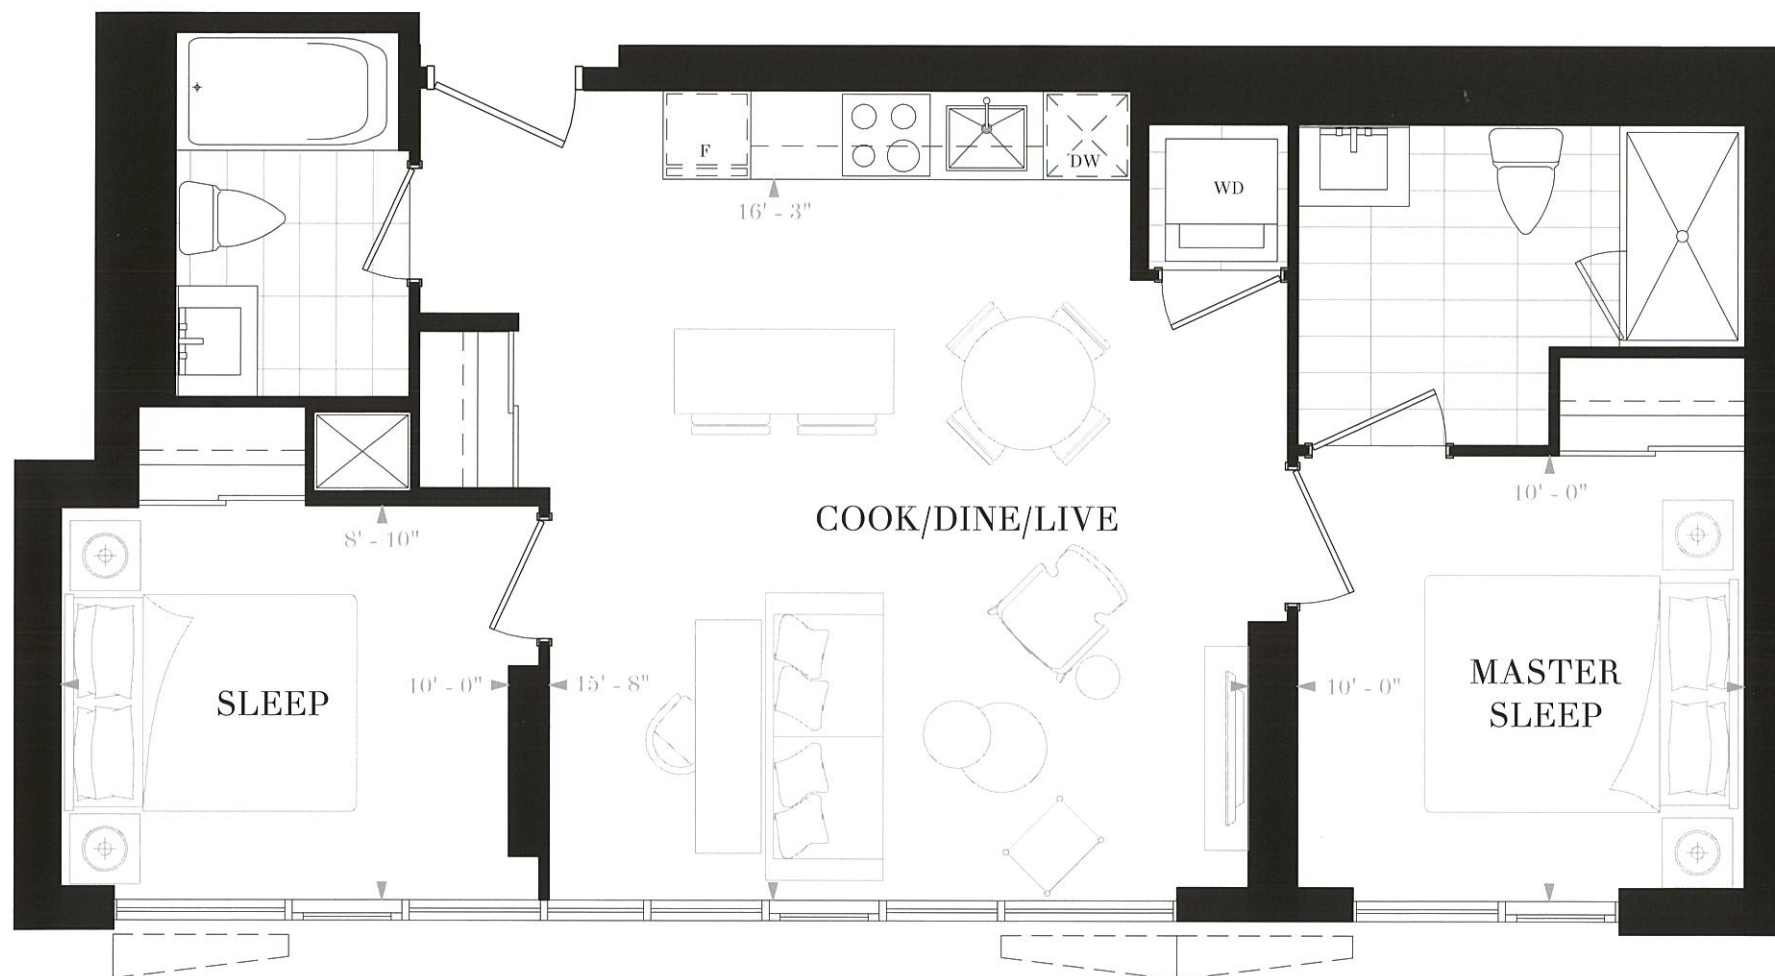 F
DW
WD
16' - 3"
10' - 0"
COOK/DINE/LIVE
8' - 10"
SLEEP
10' - 0"
15' - 8"
10' - 0"
MASTER
SLEEP